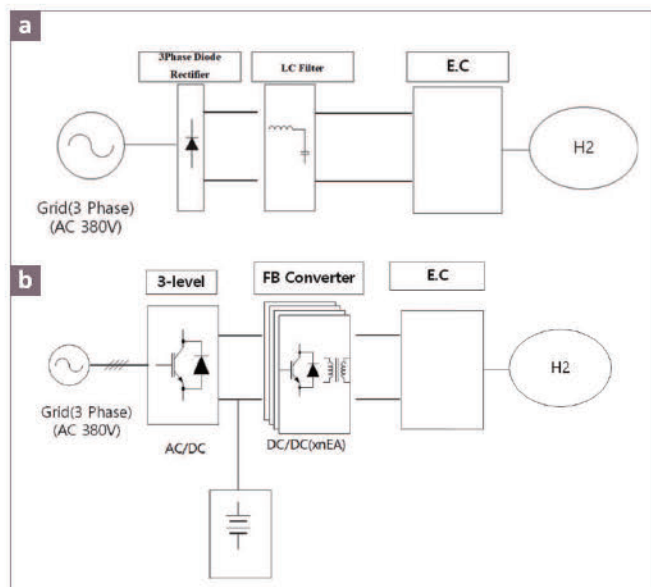 a
3Phase Diode
Rectifier
LC Filter
E.C
H2
Grid(3 Phase)
(AC 380V)
b
3-level
FB Converter
E.C
H2
Grid(3 Phase)
(AC 380V)
AC/DC
DC/DC(xnEA)